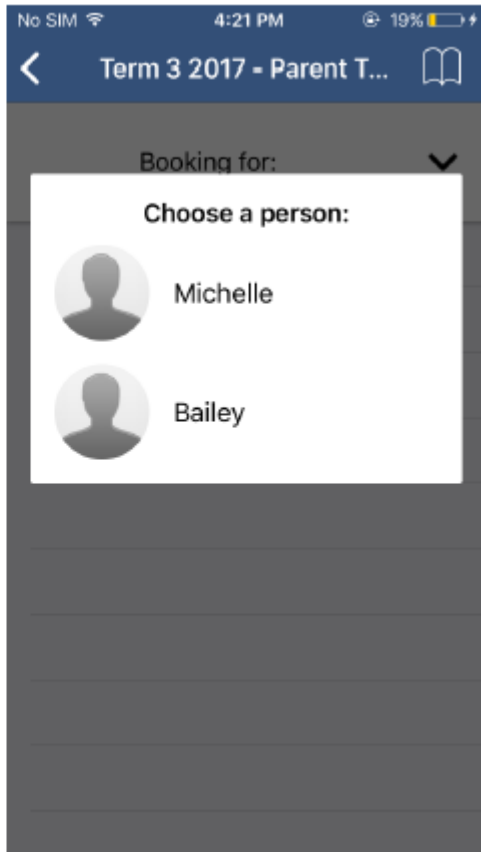 No SIM 4:21 PM 19%
Term 3 2017 - Parent T...
Booking for:
Choose a person:
Michelle
Bailey